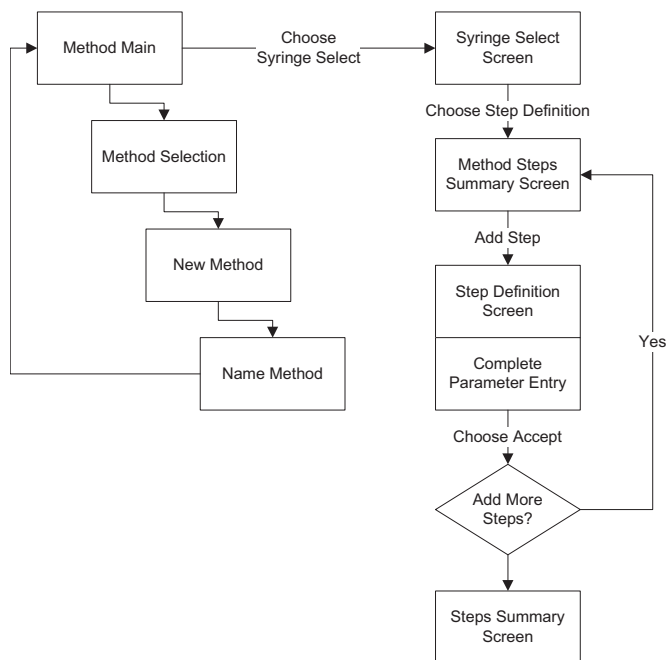 Method Main
Choose
Syringe Select
Syringe Select
Screen
Choose Step Definition
Method Selection
Method Steps
Summary Screen
Add Step
New Method
Step Definition
Screen
Yes
Name Method
Complete
Parameter Entry
Choose Accept
Add More
Steps?
Steps Summary
Screen